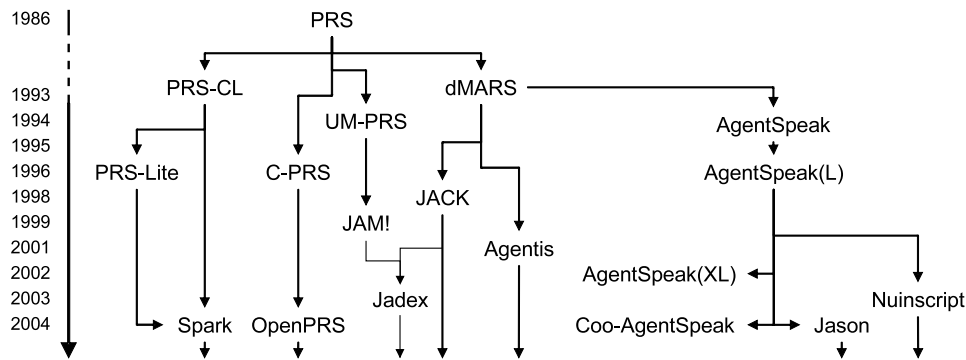 1986 PRS
PRS-CL dMARS
1993
1994 UM-PRS AgentSpeak
1995
1996 PRS-Lite C-PRS AgentSpeak(L)
1998 JACK
1999 JAM!
2001 Agentis
2002 AgentSpeak(XL)
2003 Jadex Nuinscript
2004 Spark OpenPRS Coo-AgentSpeak Jason